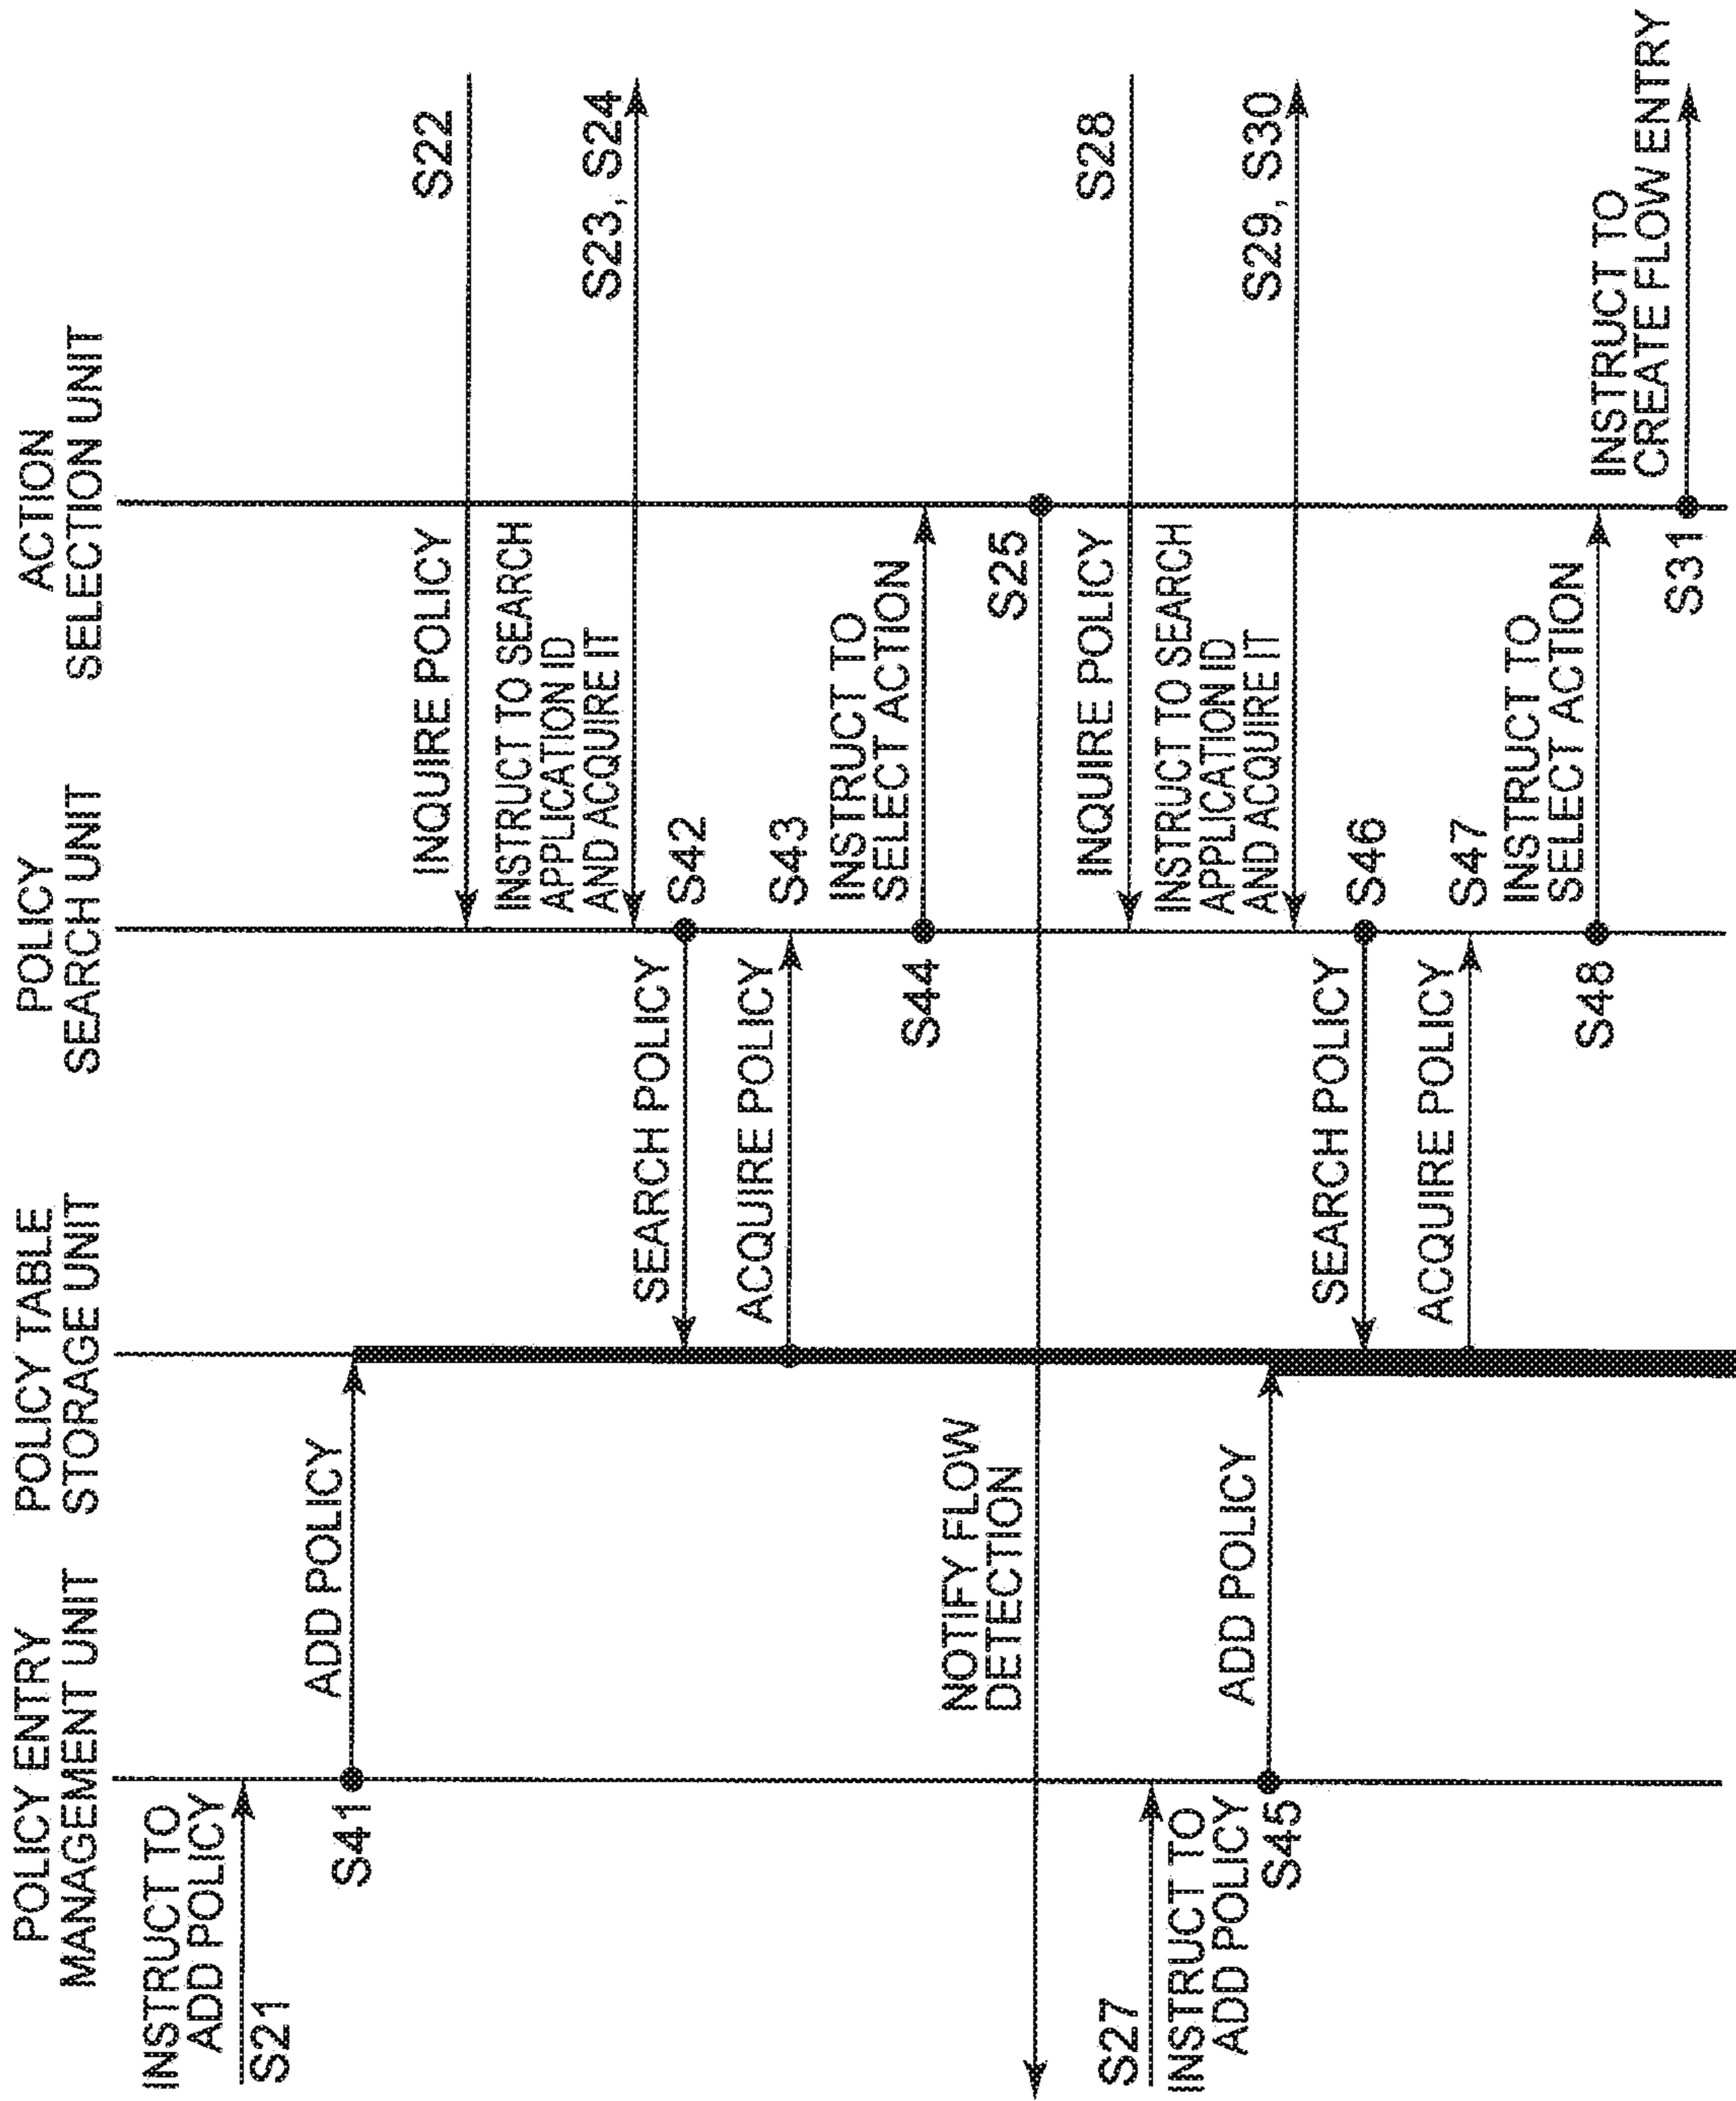 POLICY ENTRY
MANAGEMENT UNIT
POLICY TABLE
STORAGE UNIT
POLICY
SEARCH UNIT
ACTION
SELECTION UNIT
INSTRUCT TO
ADD POLICY
S21
S41
ADD POLICY
INQUIRE POLICY
S22
INSTRUCT TO SEARCH
APPLICATION ID
AND ACQUIRE IT
S23, S24
SEARCH POLICY
S42
ACQUIRE POLICY
S43
S44
INSTRUCT TO
SELECT ACTION
NOTIFY FLOW
DETECTION
S25
S27
INSTRUCT TO
ADD POLICY
S45
ADD POLICY
INQUIRE POLICY
S28
INSTRUCT TO SEARCH
APPLICATION ID
AND ACQUIRE IT
S29, S30
SEARCH POLICY
S46
ACQUIRE POLICY
S47
S48
INSTRUCT TO
SELECT ACTION
S31
INSTRUCT TO
CREATE FLOW ENTRY